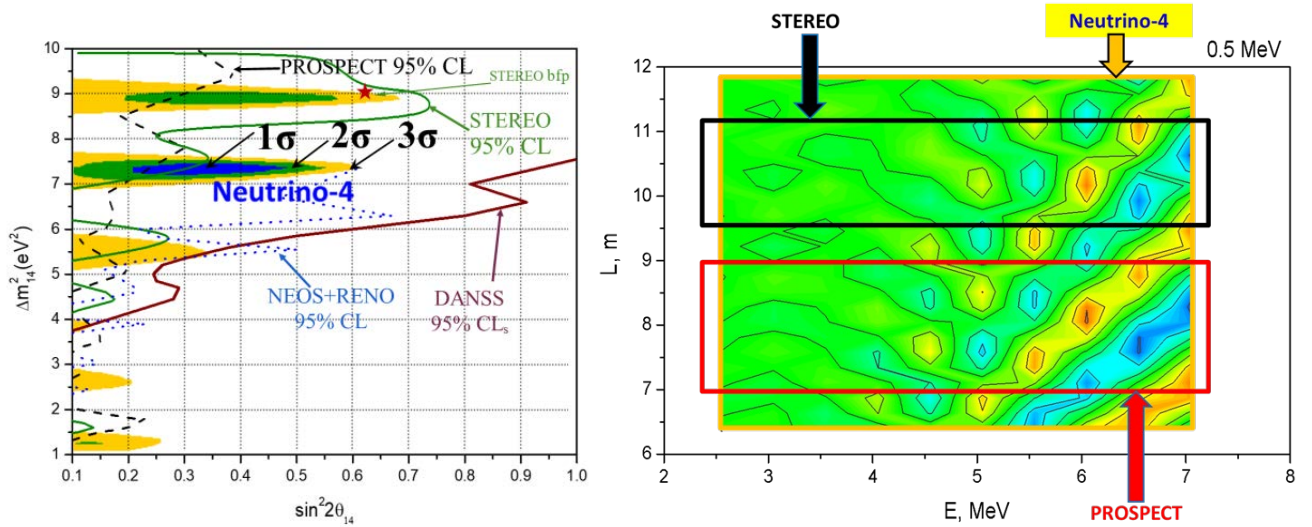 10
9
8
7
6
5
4
3
2
1
Δm²₁₄(eV²)
PROSPECT 95% CL
STEREO bfp
STEREO
95% CL
1σ
2σ
3σ
Neutrino-4
NEOS+RENO
95% CL
DANSS
95% CLₛ
0.1 0.2 0.3 0.4 0.5 0.6 0.7 0.8 0.9 1.0
sin²2θ₁₄
STEREO
Neutrino-4
0.5 MeV
12
11
10
9
8
7
6
L, m
2 3 4 5 6 7 8
E, MeV
PROSPECT